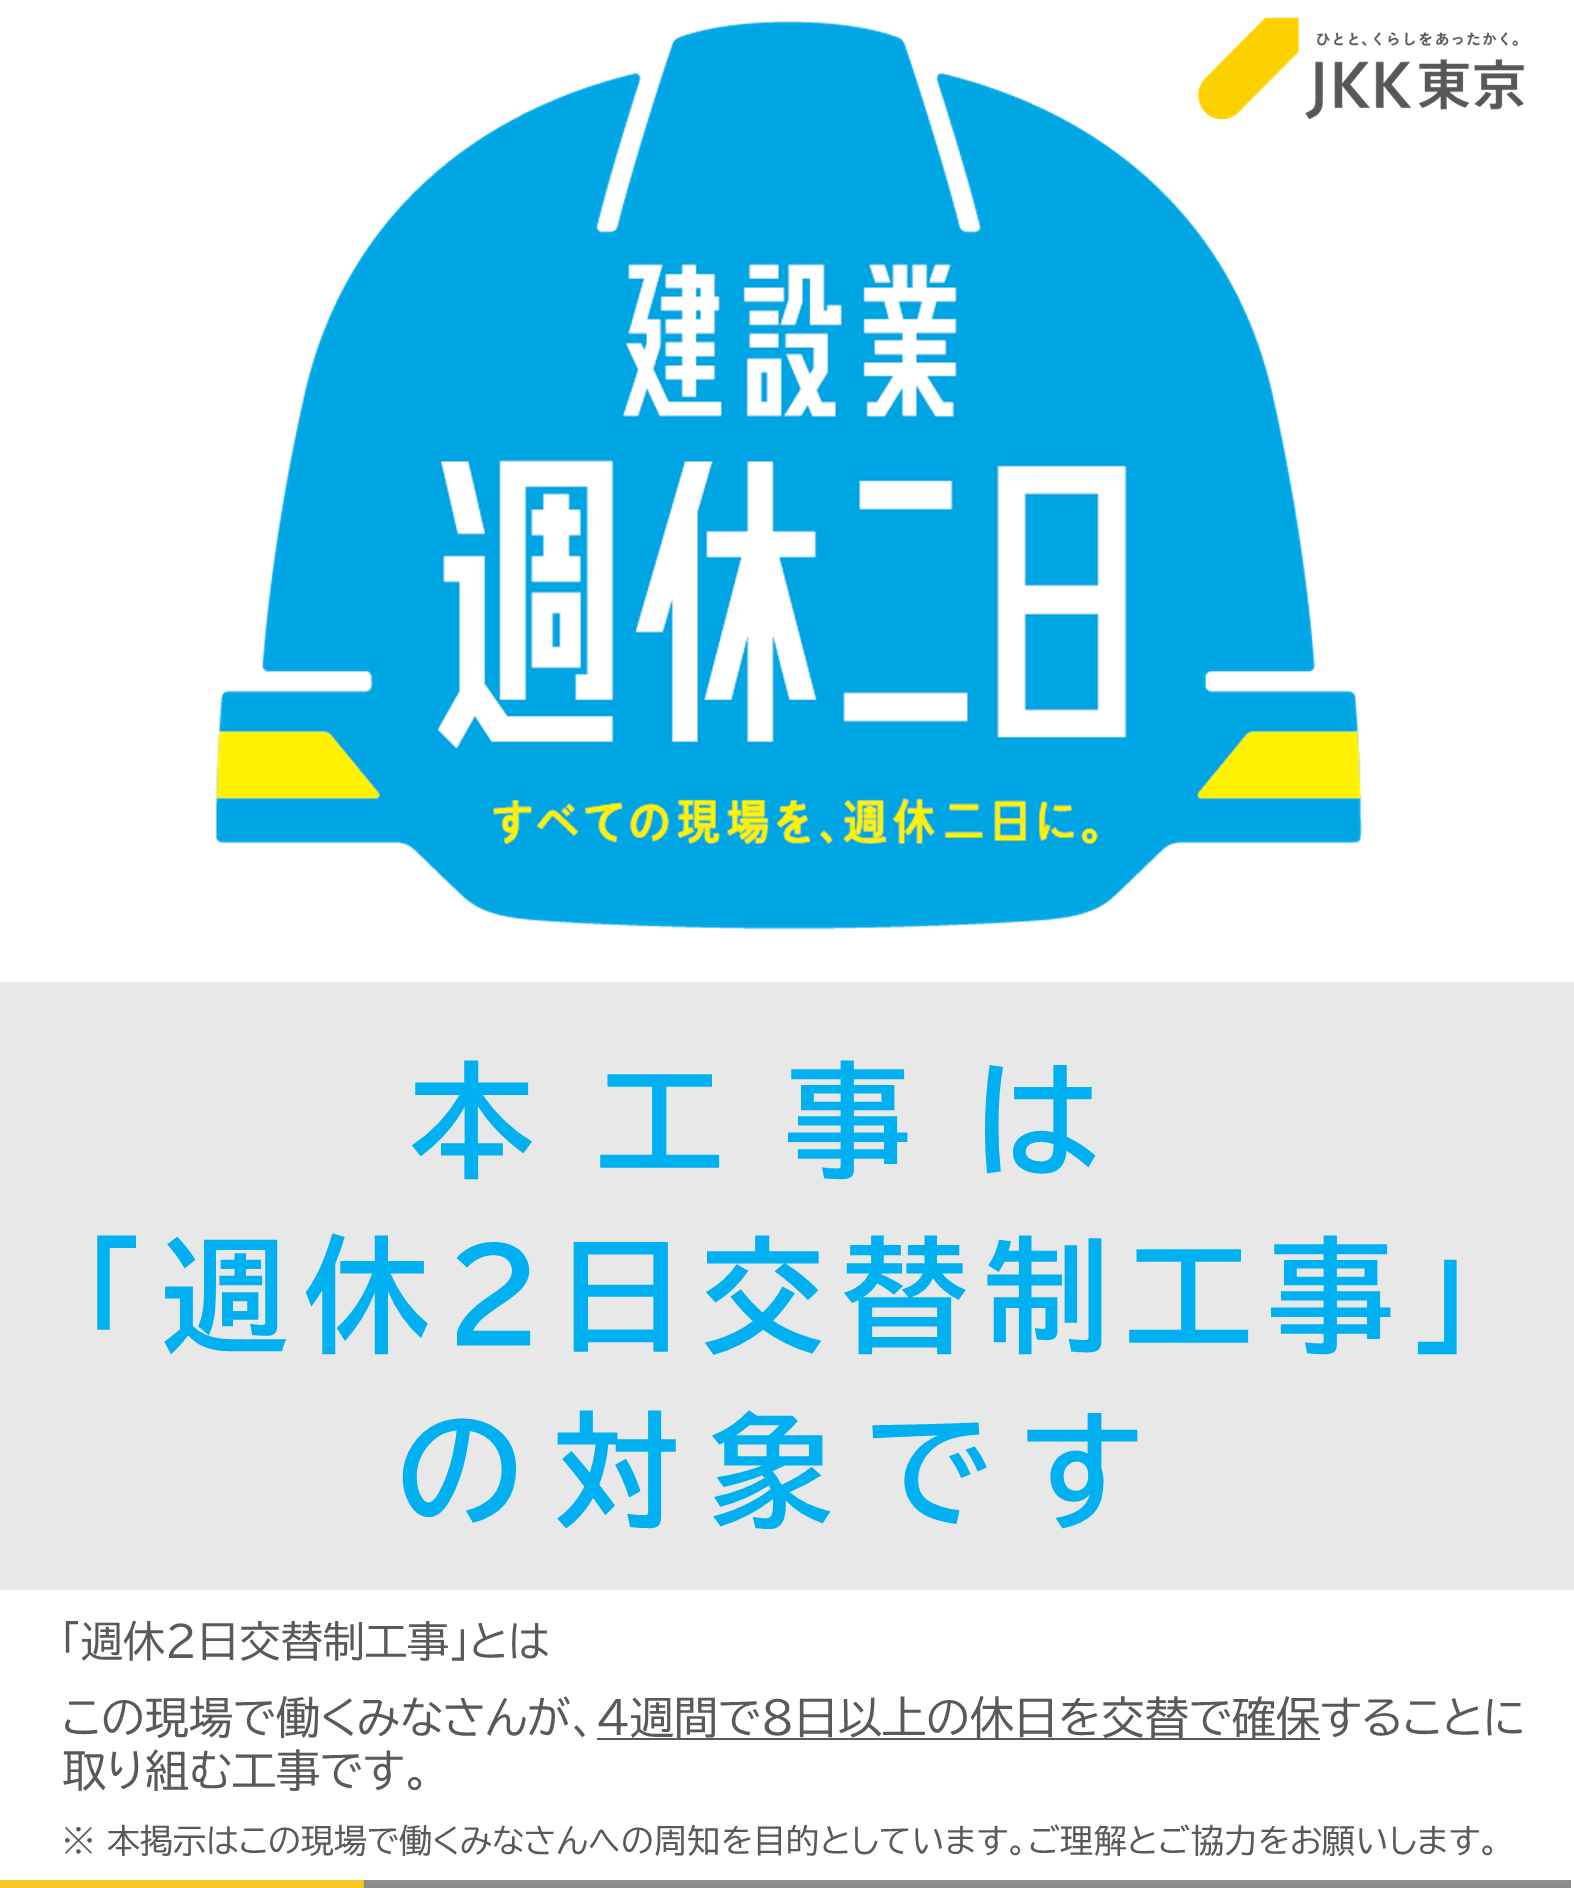 ひとと、くらしをあったかく。
JKK東京
建設業
週休二日
すべての現場を、週休二日に。
本工事は
「週休2日交替制工事」
の対象です
「週休2日交替制工事」とは
この現場で働くみなさんが、4週間で8日以上の休日を交替で確保することに
取り組む工事です。
※ 本掲示はこの現場で働くみなさんへの周知を目的としています。ご理解とご協力をお願いします。